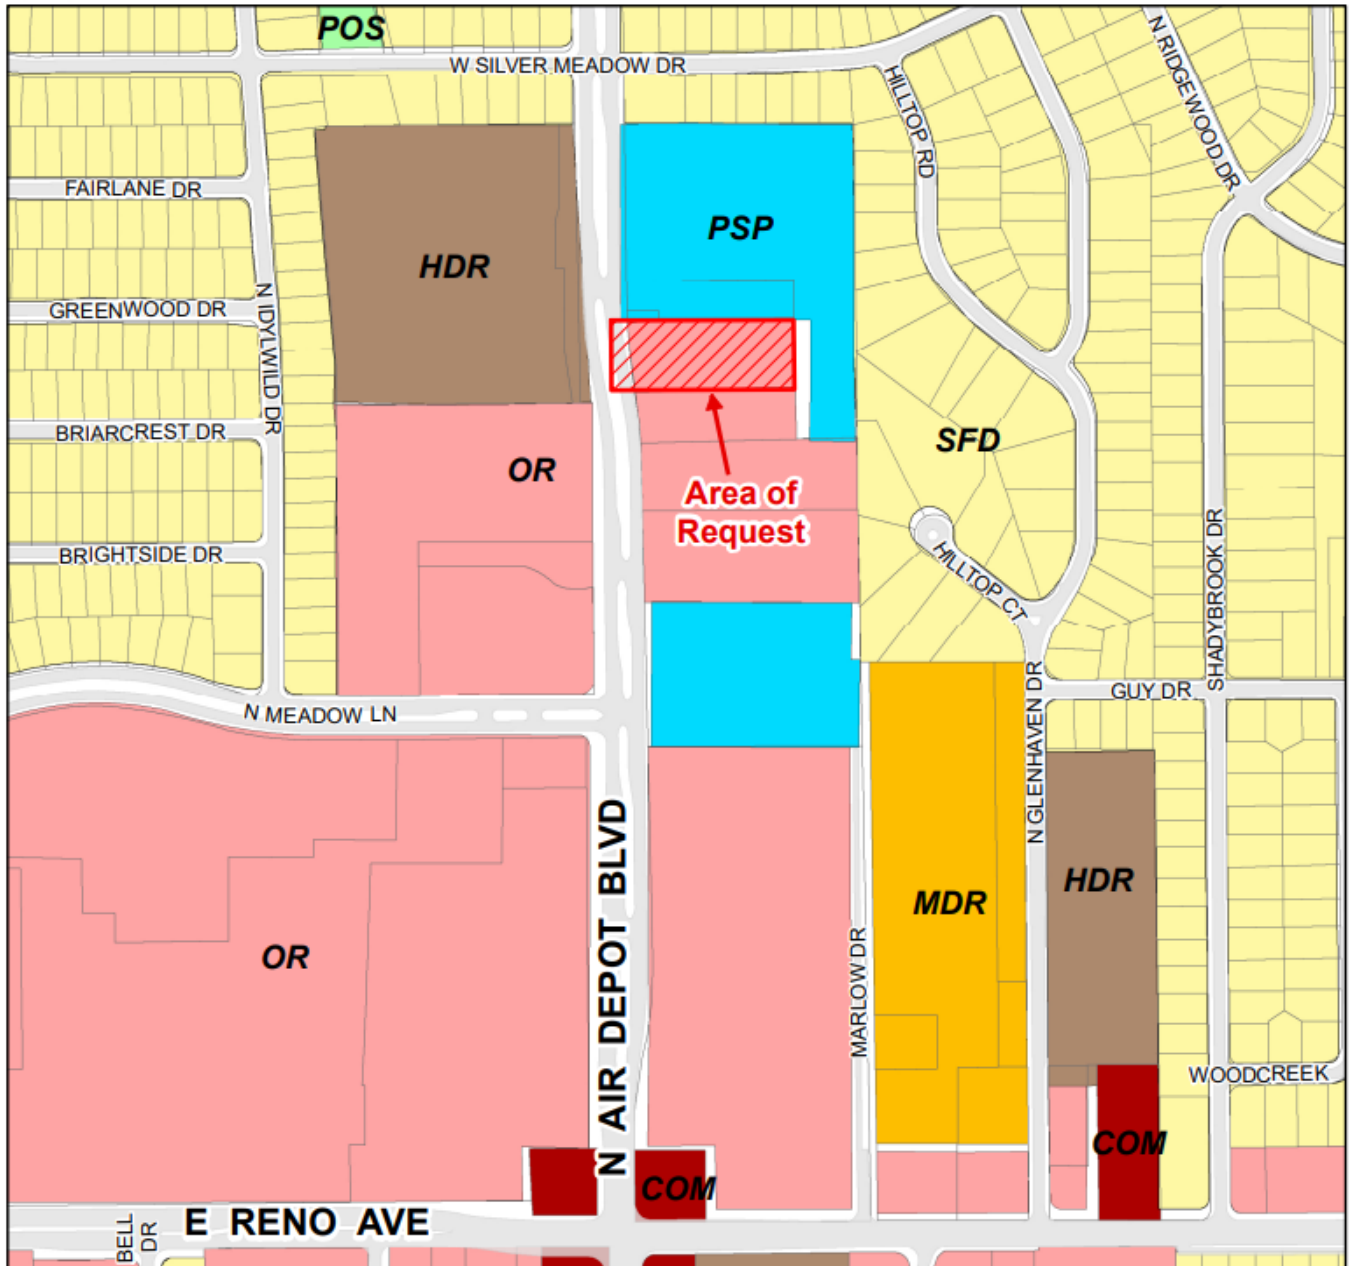 POS
W SILVER MEADOW DR
N RIDGEWOOD DR
HILLTOP RD
FAIRLANE DR
PSP
HDR
GREENWOOD DR
N IDYLWILD DR
BRIARCREST DR
SFD
OR
Area of
Request
BRIGHTSIDE DR
HILLTOP CT
SHADYBROOK DR
GUY DR
N MEADOW LN
N GLENHAVEN DR
N AIR DEPOT BLVD
HDR
MDR
OR
MARLOW DR
WOODCREEK
COM
COM
E RENO AVE
BELL
DR